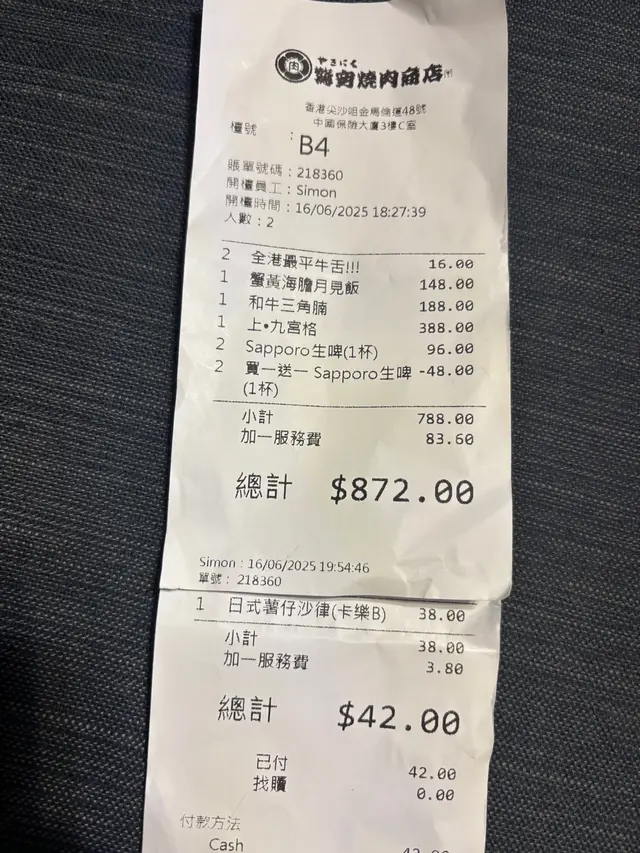 肉
やきにく
燒肉商店
香港尖沙咀金馬倫道48號
中國保險大廈3樓C室
檯號 : B4
賬單號碼 : 218360
開檯員工 : Simon
開檯時間 : 16/06/2025 18:27:39
人數 : 2
2 全港最平牛舌!!! 16.00
1 蟹黃海膽月見飯 148.00
1 和牛三角腩 188.00
1 上•九宮格 388.00
2 Sapporo生啤(1杯) 96.00
2 買一送一 Sapporo生啤 -48.00
(1杯)
小計 788.00
加一服務費 83.60
總計 $872.00
Simon : 16/06/2025 19:54:46
單號 : 218360
1 日式薯仔沙律(卡樂B) 38.00
小計 38.00
加一服務費 3.80
總計 $42.00
已付 42.00
找贖 0.00
付款方法
Cash